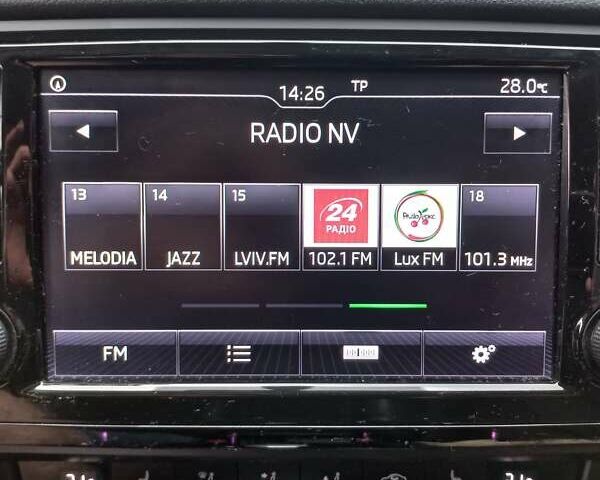 14:26 TP 28.0°C
RADIO NV
13 14 15 18
24
РАДІО
MELODIA JAZZ LVIV.FM 102.1 FM Lux FM 101.3 MHz
FM